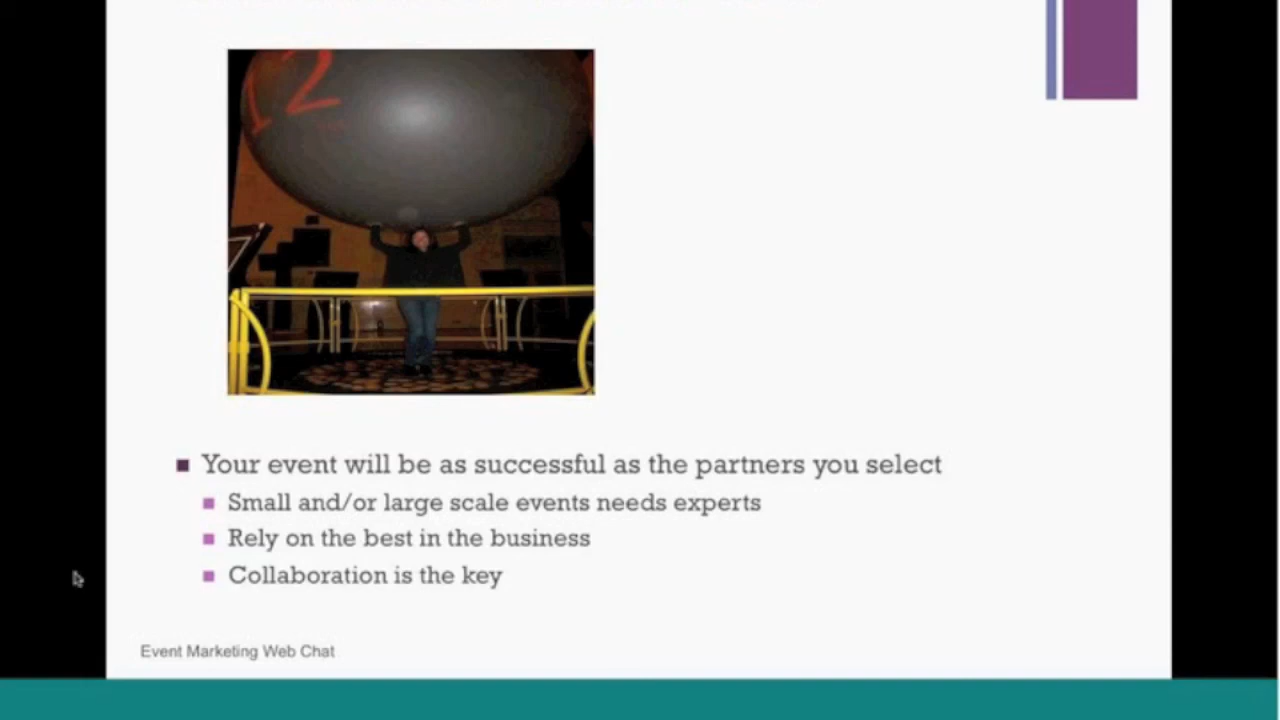 12
Your event will be as successful as the partners you select
Small and/or large scale events needs experts
Rely on the best in the business
Collaboration is the key
Event Marketing Web Chat